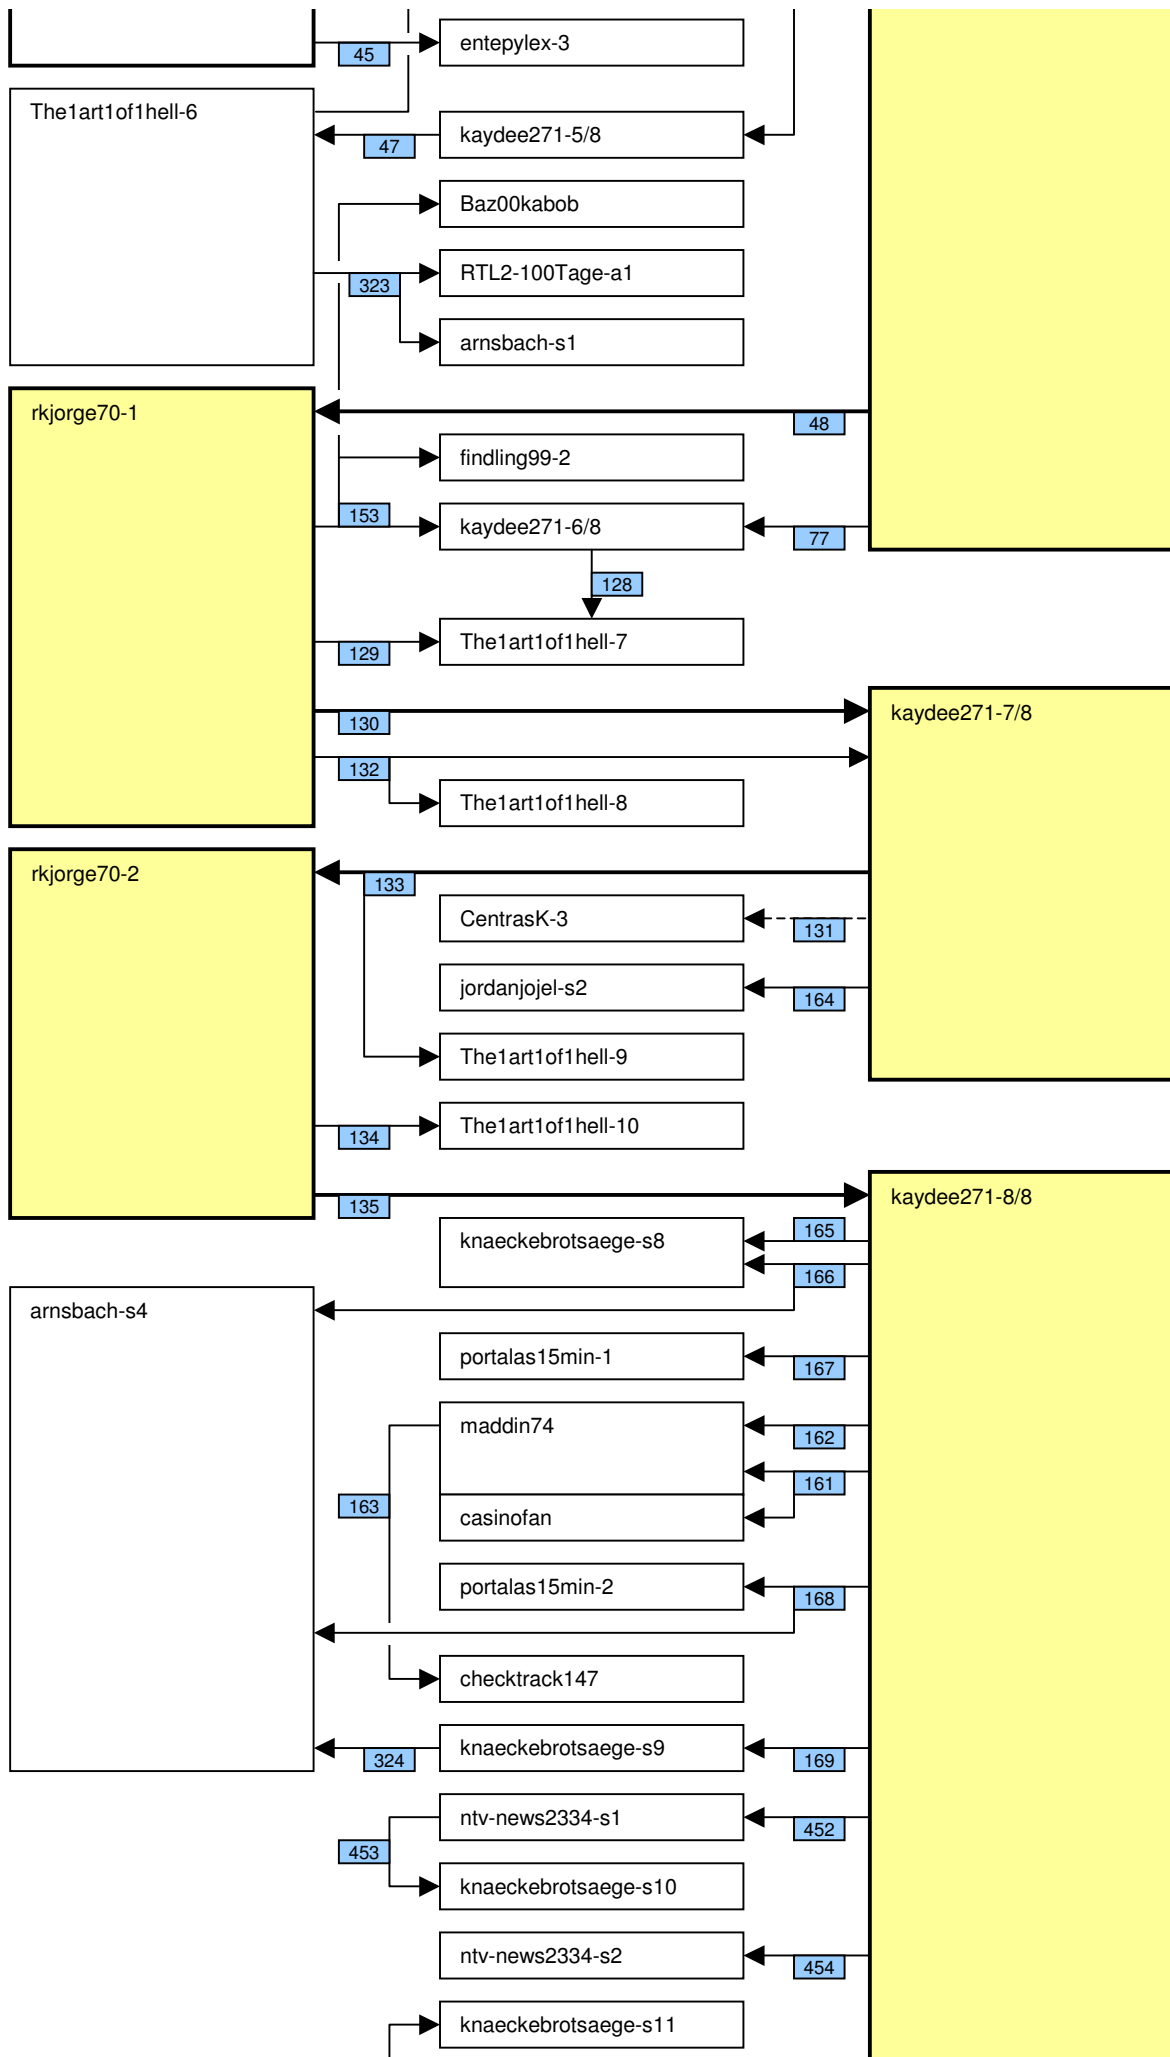 entepylex-3
45
The1art1of1hell-6
kaydee271-5/8
47
Baz00kabob
RTL2-100Tage-a1
323
arnsbach-s1
rkjorge70-1
48
findling99-2
153
kaydee271-6/8
77
128
The1art1of1hell-7
129
130
kaydee271-7/8
132
The1art1of1hell-8
rkjorge70-2
133
CentrasK-3
131
jordanjojel-s2
164
The1art1of1hell-9
The1art1of1hell-10
134
135
kaydee271-8/8
165
knaeckebrotsaege-s8
166
arnsbach-s4
portalas15min-1
167
maddin74
162
161
163
casinofan
portalas15min-2
168
checktrack147
knaeckebrotsaege-s9
324
169
ntv-news2334-s1
452
453
knaeckebrotsaege-s10
ntv-news2334-s2
454
knaeckebrotsaege-s11